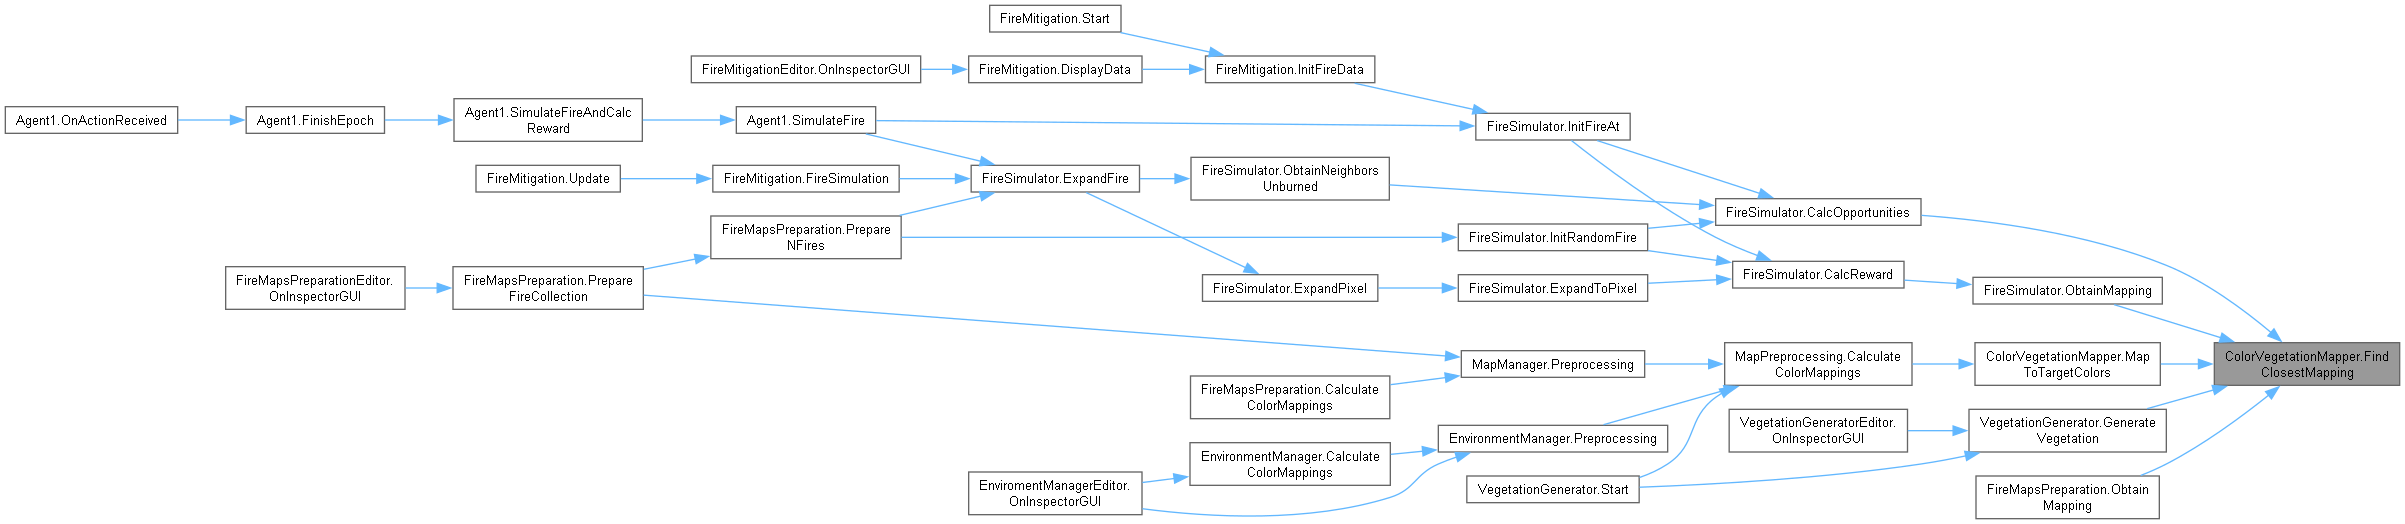 FireMitigation.Start
FireMitigationEditor.OnInspectorGUI
FireMitigation.DisplayData
FireMitigation.InitFireData
Agent1.OnActionReceived
Agent1.FinishEpoch
Agent1.SimulateFireAndCalc
Reward
Agent1.SimulateFire
FireSimulator.InitFireAt
FireMitigation.Update
FireMitigation.FireSimulation
FireSimulator.ExpandFire
FireSimulator.ObtainNeighbors
Unburned
FireSimulator.CalcOpportunities
FireMapsPreparation.Prepare
NFires
FireSimulator.InitRandomFire
FireMapsPreparationEditor.
OnInspectorGUI
FireMapsPreparation.Prepare
FireCollection
FireSimulator.ExpandPixel
FireSimulator.ExpandToPixel
FireSimulator.CalcReward
FireSimulator.ObtainMapping
MapManager.Preprocessing
MapPreprocessing.Calculate
ColorMappings
ColorVegetationMapper.Map
ToTargetColors
ColorVegetationMapper.Find
ClosestMapping
FireMapsPreparation.Calculate
ColorMappings
VegetationGeneratorEditor.
OnInspectorGUI
VegetationGenerator.Generate
Vegetation
EnvironmentManager.Preprocessing
EnvironmentManager.Calculate
ColorMappings
EnviromentManagerEditor.
OnInspectorGUI
VegetationGenerator.Start
FireMapsPreparation.Obtain
Mapping